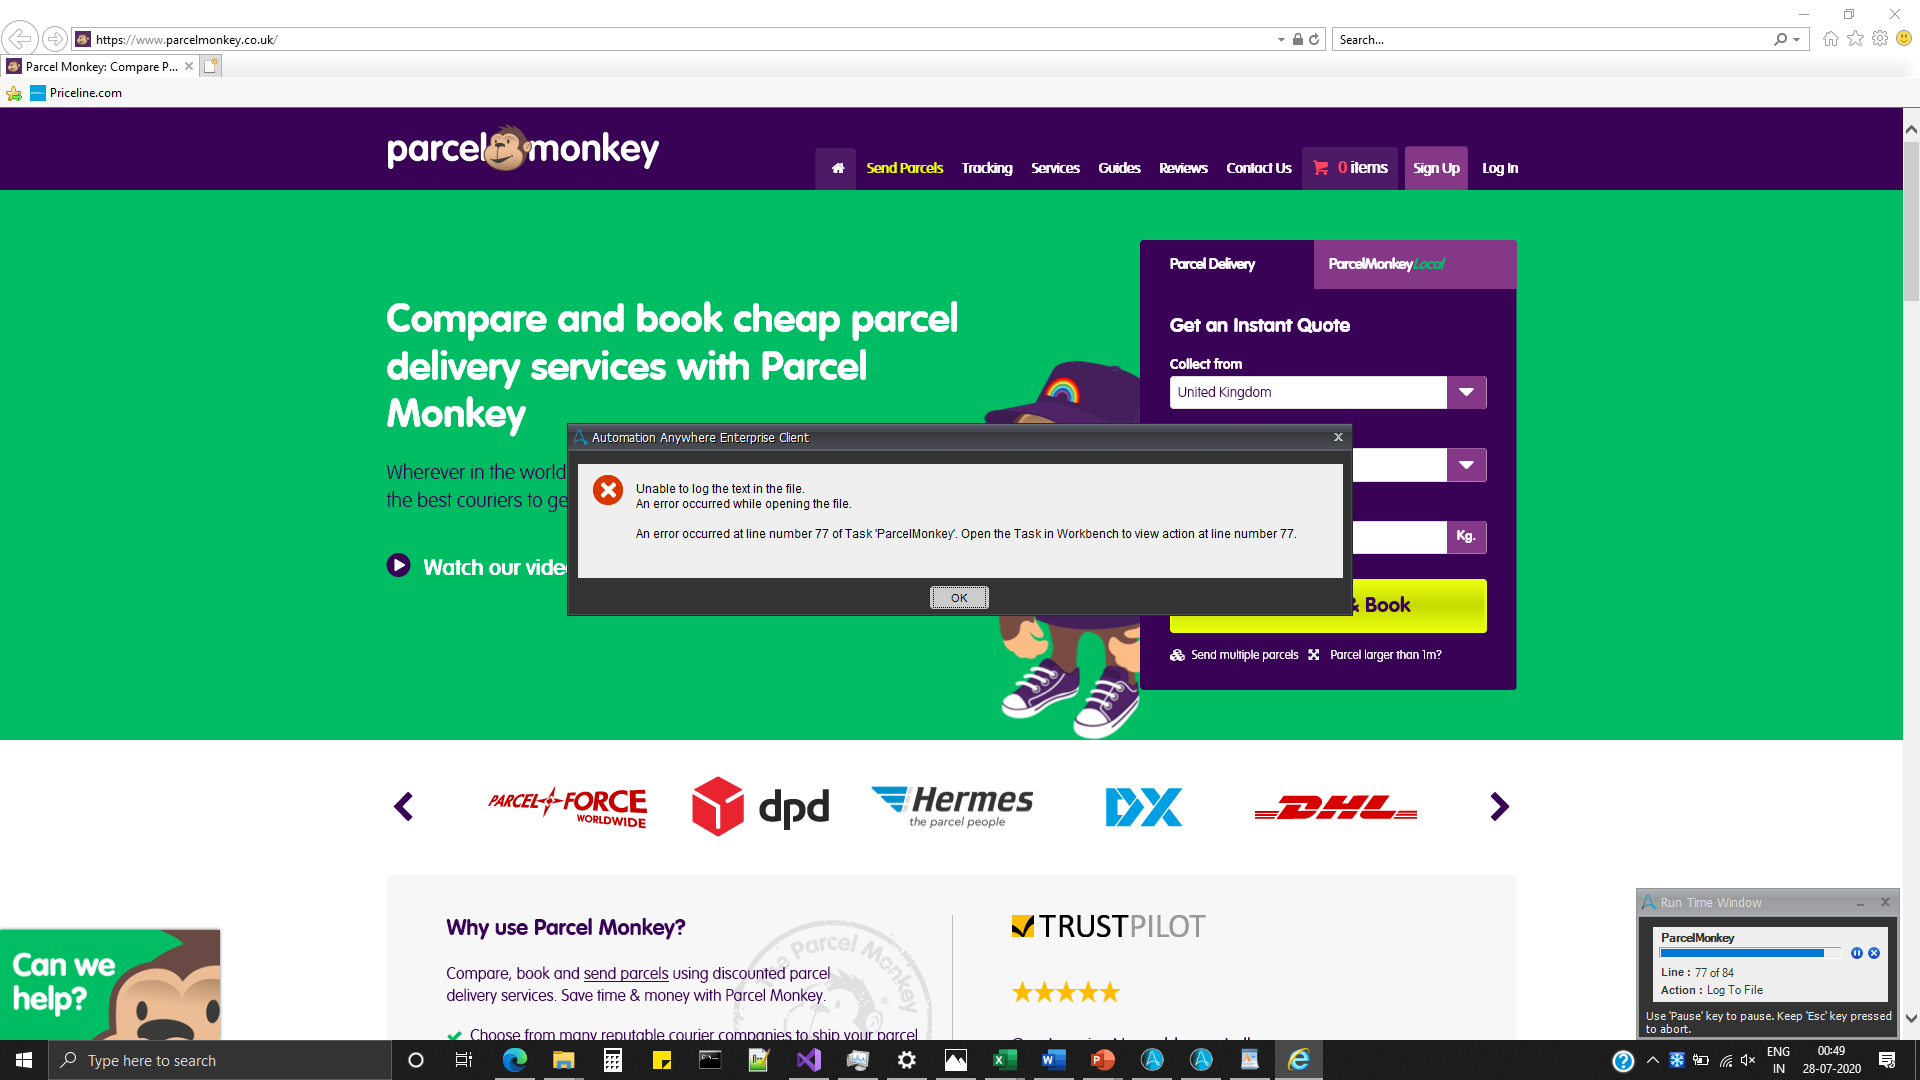 https://www.parcelmonkey.co.uk/
Search...
Parcel Monkey: Compare P...
Priceline.com
parcelmonkey
Send Parcels
Tracking
Services
Guides
Reviews
Contact Us
0 items
Sign Up
Log In
Parcel Delivery
ParcelMonkeyLocal
Compare and book cheap parcel
delivery services with Parcel
Monkey
Get an Instant Quote
Collect from
United Kingdom
Wherever in the world
the best couriers to ge
Watch our vide
Kg.
& Book
Send multiple parcels
Parcel larger than 1m?
Automation Anywhere Enterprise Client
Unable to log the text in the file.
An error occurred while opening the file.
An error occurred at line number 77 of Task 'ParcelMonkey'. Open the Task in Workbench to view action at line number 77.
OK
PARCEL FORCE
WORLDWIDE
dpd
Hermes
the parcel people
DX
DHL
Why use Parcel Monkey?
Compare, book and send parcels using discounted parcel
delivery services. Save time & money with Parcel Monkey.
Choose from many reputable courier companies to ship your parcel
The Parcel Monkey
TRUSTPILOT
Can we
help?
Run Time Window
ParcelMonkey
Line : 77 of 84
Action : Log To File
Use 'Pause' key to pause. Keep 'Esc' key pressed
to abort.
Type here to search
ENG
IN
00:49
28-07-2020